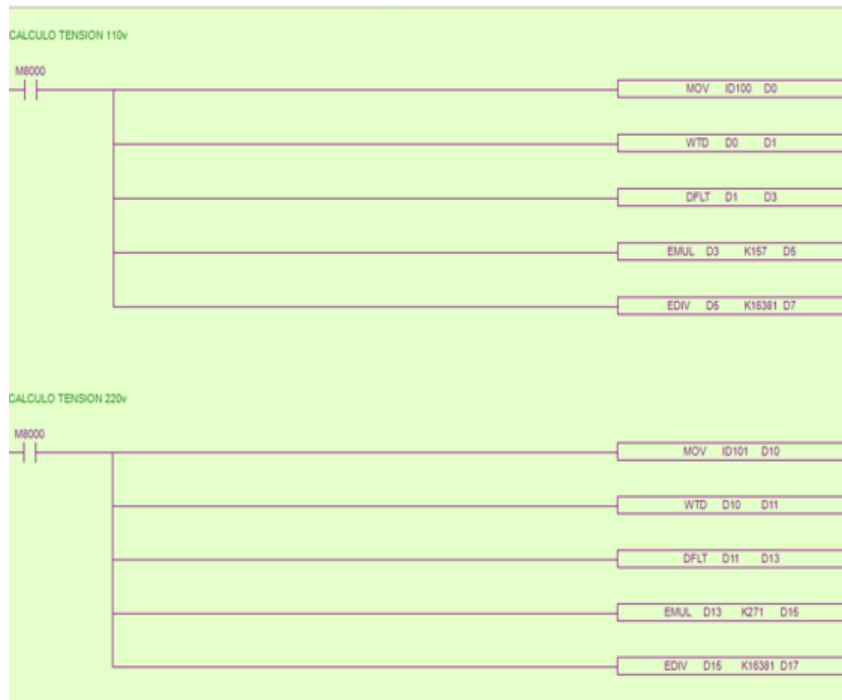 CALCULO TENSION 110v
M8000
MOV ID100 D0
WTD D0 D1
DFLT D1 D3
EMUL D3 K157 D5
EDIV D5 K16381 D7
CALCULO TENSION 220v
M8000
MOV ID101 D10
WTD D10 D11
DFLT D11 D13
EMUL D13 K271 D15
EDIV D15 K16381 D17